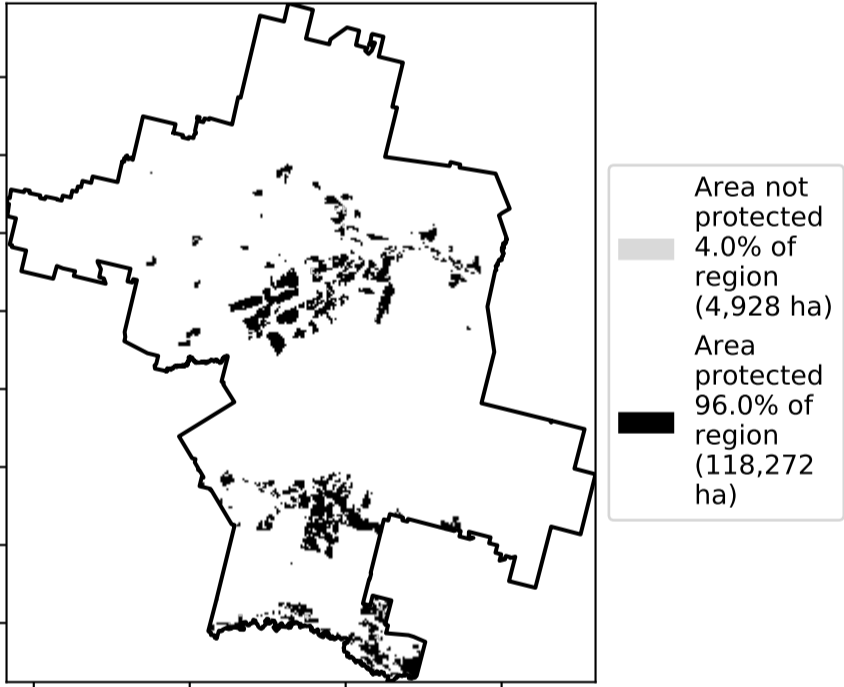 Area not
protected
4.0% of
region
(4,928 ha)
Area
protected
96.0% of
region
(118,272
ha)